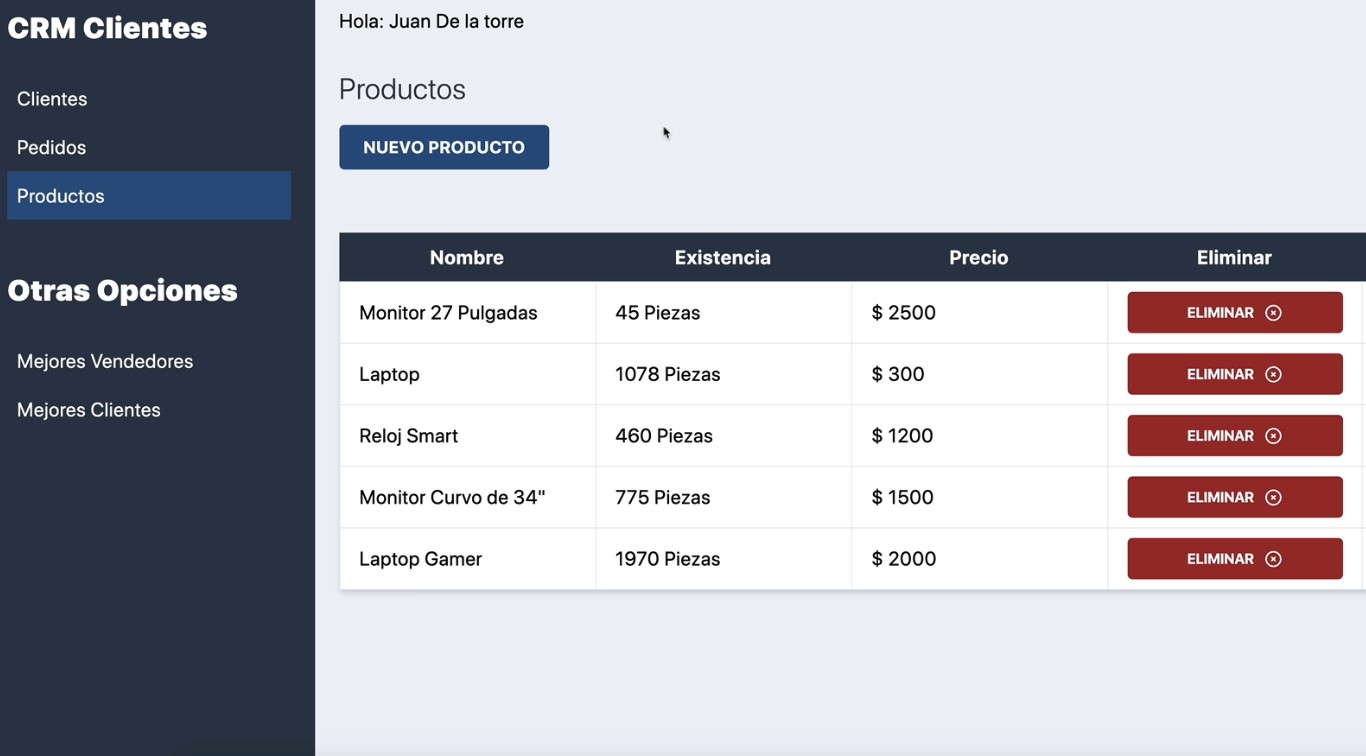 CRM Clientes
Clientes
Pedidos
Productos
Otras Opciones
Mejores Vendedores
Mejores Clientes
Hola: Juan De la torre
Productos
NUEVO PRODUCTO
Nombre Existencia Precio Eliminar
Monitor 27 Pulgadas 45 Piezas $ 2500 ELIMINAR
Laptop 1078 Piezas $ 300 ELIMINAR
Reloj Smart 460 Piezas $ 1200 ELIMINAR
Monitor Curvo de 34" 775 Piezas $ 1500 ELIMINAR
Laptop Gamer 1970 Piezas $ 2000 ELIMINAR